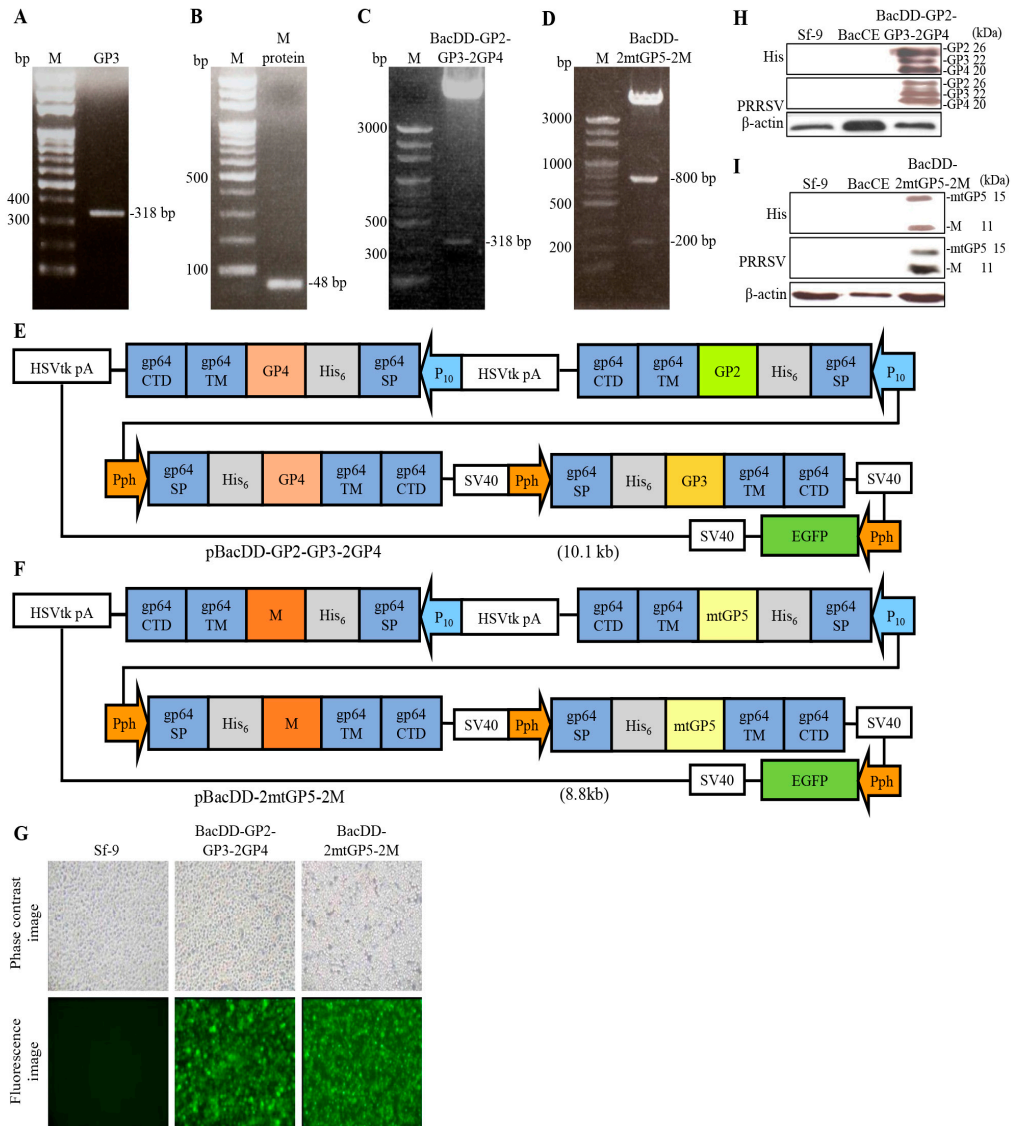 A
bp
M
GP3
400
300
-318 bp
B
M
M
protein
500
100
-48 bp
C
BacDD-GP2-
GP3-2GP4
bp
M
3000
500
300
-318 bp
D
BacDD-
2mtGP5-2M
M
3000
1000
500
200
-800 bp
-200 bp
H
BacDD-GP2-
Sf-9 BacCE GP3-2GP4 (kDa)
His
-GP2 26
-GP3 22
-GP4 20
PRRSV
-GP2 26
-GP3 22
-GP4 20
β-actin
I
BacDD-
Sf-9 BacCE 2mtGP5-2M (kDa)
His
-mtGP5 15
-M 11
PRRSV
-mtGP5 15
-M 11
β-actin
E
HSVtk pA gp64 CTD gp64 TM GP4 His6 gp64 SP P10 HSVtk pA gp64 CTD gp64 TM GP2 His6 gp64 SP P10
Pph gp64 SP His6 GP4 gp64 TM gp64 CTD SV40 Pph gp64 SP His6 GP3 gp64 TM gp64 CTD SV40
SV40 EGFP Pph
pBacDD-GP2-GP3-2GP4 (10.1 kb)
F
HSVtk pA gp64 CTD gp64 TM M His6 gp64 SP P10 HSVtk pA gp64 CTD gp64 TM mtGP5 His6 gp64 SP P10
Pph gp64 SP His6 M gp64 TM gp64 CTD SV40 Pph gp64 SP His6 mtGP5 gp64 TM gp64 CTD SV40
SV40 EGFP Pph
pBacDD-2mtGP5-2M (8.8kb)
G
Sf-9
BacDD-GP2-
GP3-2GP4
BacDD-
2mtGP5-2M
Phase contrast
image
Fluorescence
image